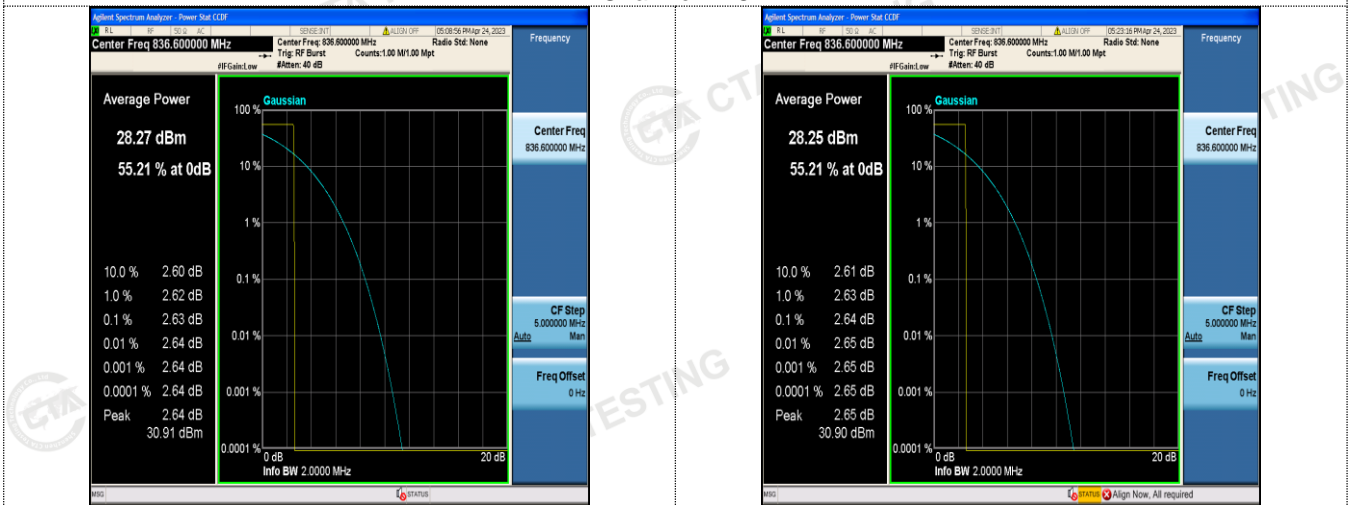 Agilent Spectrum Analyzer - Power Stat CCDF
RL RF 50 Ω AC SENSE:INT ALIGN OFF 05:08:56 PM Apr 24, 2023
Center Freq 836.600000 MHz
Center Freq: 836.600000 MHz Radio Std: None
Trig: RF Burst Counts:1.00 M/1.00 Mpt
#IFGain:Low #Atten: 40 dB
Frequency
Average Power
28.27 dBm
55.21 % at 0dB
10.0 % 2.60 dB
1.0 % 2.62 dB
0.1 % 2.63 dB
0.01 % 2.64 dB
0.001 % 2.64 dB
0.0001 % 2.64 dB
Peak 2.64 dB
30.91 dBm
Gaussian
100 %
10 %
1 %
0.1 %
0.01 %
0.001 %
0.0001 %
0 dB 20 dB
Info BW 2.0000 MHz
Center Freq
836.600000 MHz
CF Step
5.000000 MHz
Auto Man
Freq Offset
0 Hz
MSG STATUS
Agilent Spectrum Analyzer - Power Stat CCDF
RL RF 50 Ω AC SENSE:INT ALIGN OFF 05:23:16 PM Apr 24, 2023
Center Freq 836.600000 MHz
Center Freq: 836.600000 MHz Radio Std: None
Trig: RF Burst Counts:1.00 M/1.00 Mpt
#IFGain:Low #Atten: 40 dB
Frequency
Average Power
28.25 dBm
55.21 % at 0dB
10.0 % 2.61 dB
1.0 % 2.63 dB
0.1 % 2.64 dB
0.01 % 2.65 dB
0.001 % 2.65 dB
0.0001 % 2.65 dB
Peak 2.65 dB
30.90 dBm
Gaussian
100 %
10 %
1 %
0.1 %
0.01 %
0.001 %
0.0001 %
0 dB 20 dB
Info BW 2.0000 MHz
Center Freq
836.600000 MHz
CF Step
5.000000 MHz
Auto Man
Freq Offset
0 Hz
MSG STATUS Align Now, All required
CTA